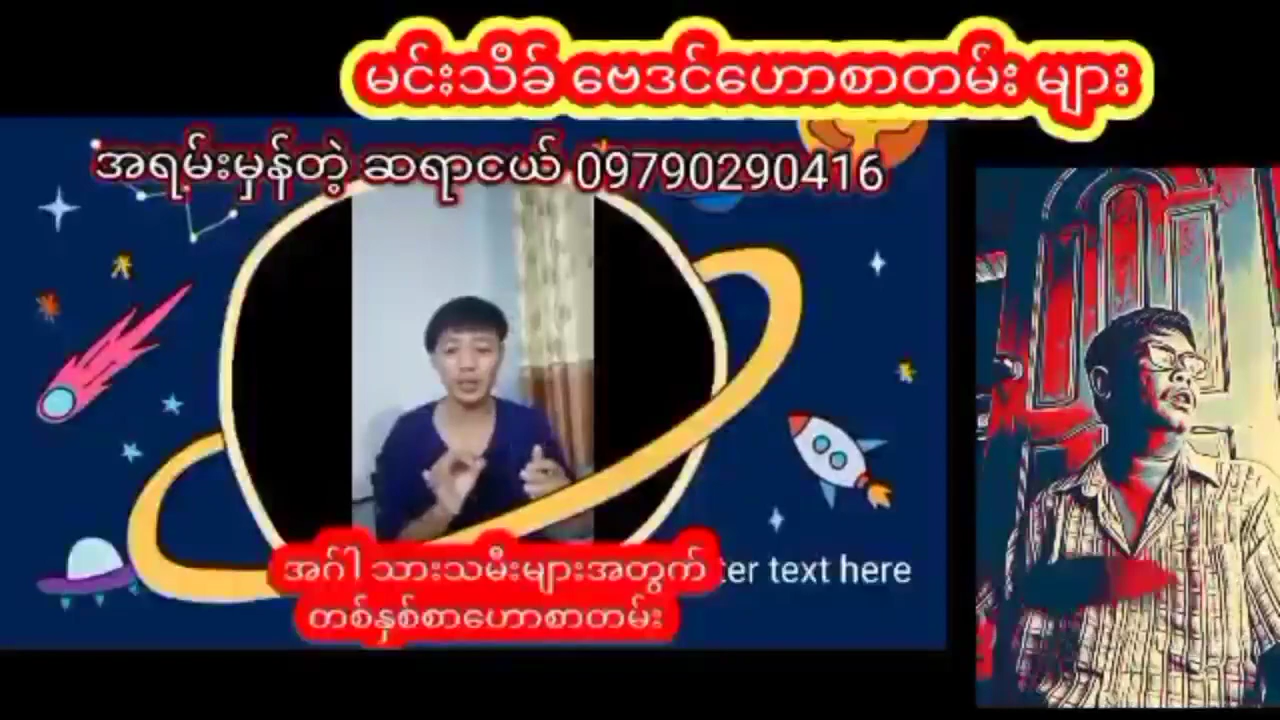 မင်းသိခ် ဗေဒင်ဟောစာတမ်း များ
အရမ်းမှန်တဲ့ ဆရာငယ် 09790290416
အင်္ဂါ သားသမီးများအတွက်
text here
တစ်နှစ်စာဟောစာတမ်း